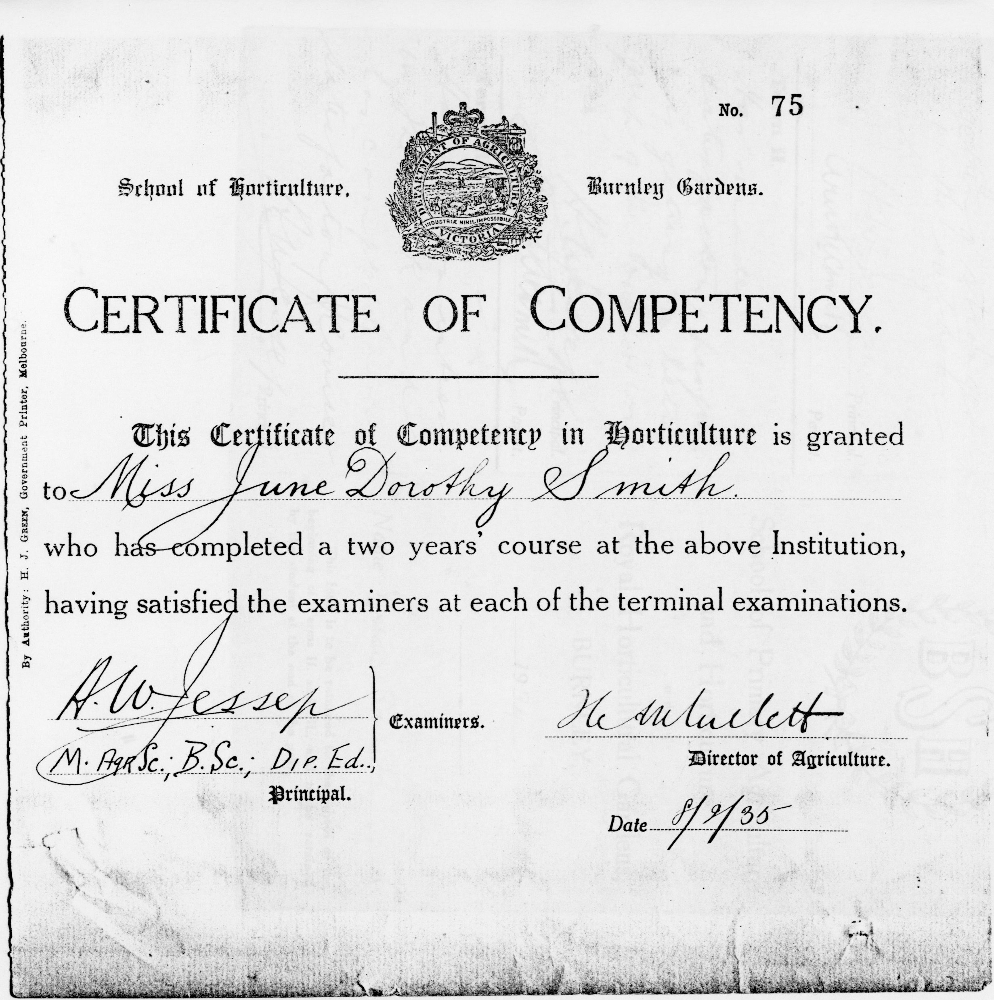 No. 75
DEPARTMENT OF AGRICULTURE
INDUSTRIÆ NIHIL IMPOSSIBILE
VICTORIA
School of Horticulture, Burnley Gardens.
CERTIFICATE OF COMPETENCY.
This Certificate of Competency in Horticulture is granted
to Miss June Dorothy Smith.
who has completed a two years' course at the above Institution,
having satisfied the examiners at each of the terminal examinations.
A.W. Jessep
Examiners.
M. Agr Sc.; B.Sc.; Dip. Ed..,
Principal.
H A Mullett
Director of Agriculture.
Date 8/2/35
By Authority: H. J. GREEN, Government Printer, Melbourne.